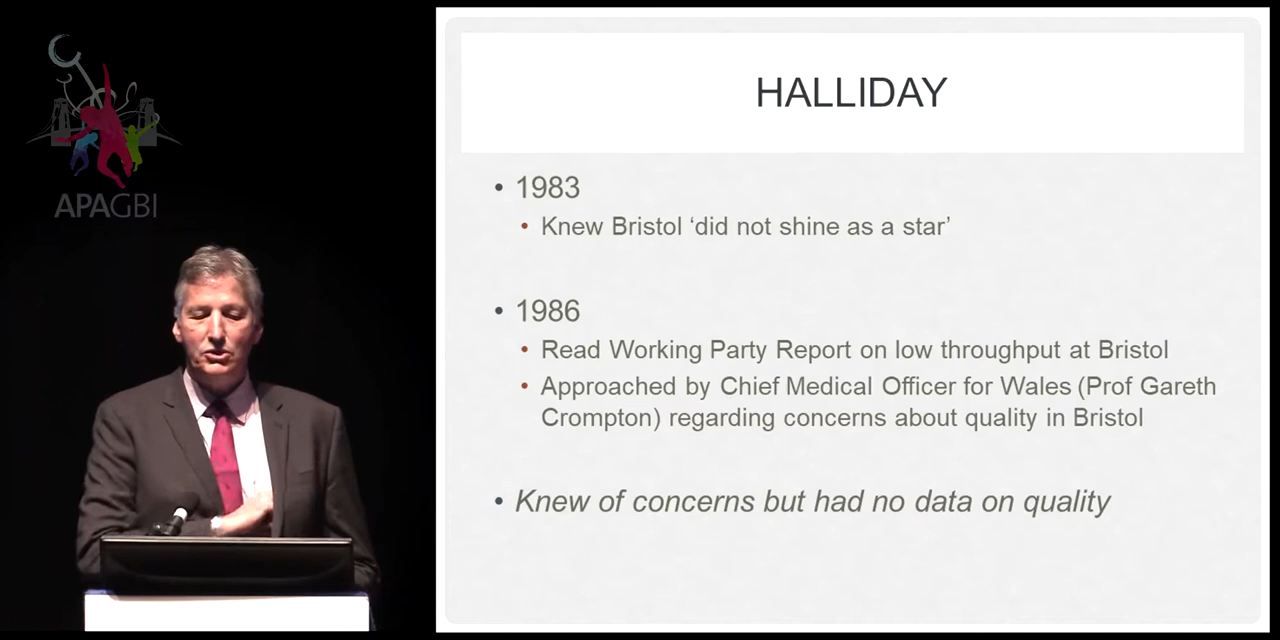 APAGBI
HALLIDAY
• 1983
• Knew Bristol ‘did not shine as a star’
• 1986
• Read Working Party Report on low throughput at Bristol
• Approached by Chief Medical Officer for Wales (Prof Gareth
Crompton) regarding concerns about quality in Bristol
• Knew of concerns but had no data on quality